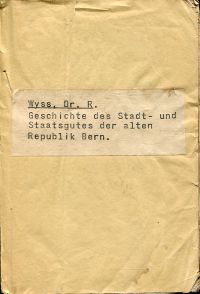 Wyss, Dr. R.
Geschichte des Stadt- und
Staatsgutes der alten
Republik Bern.